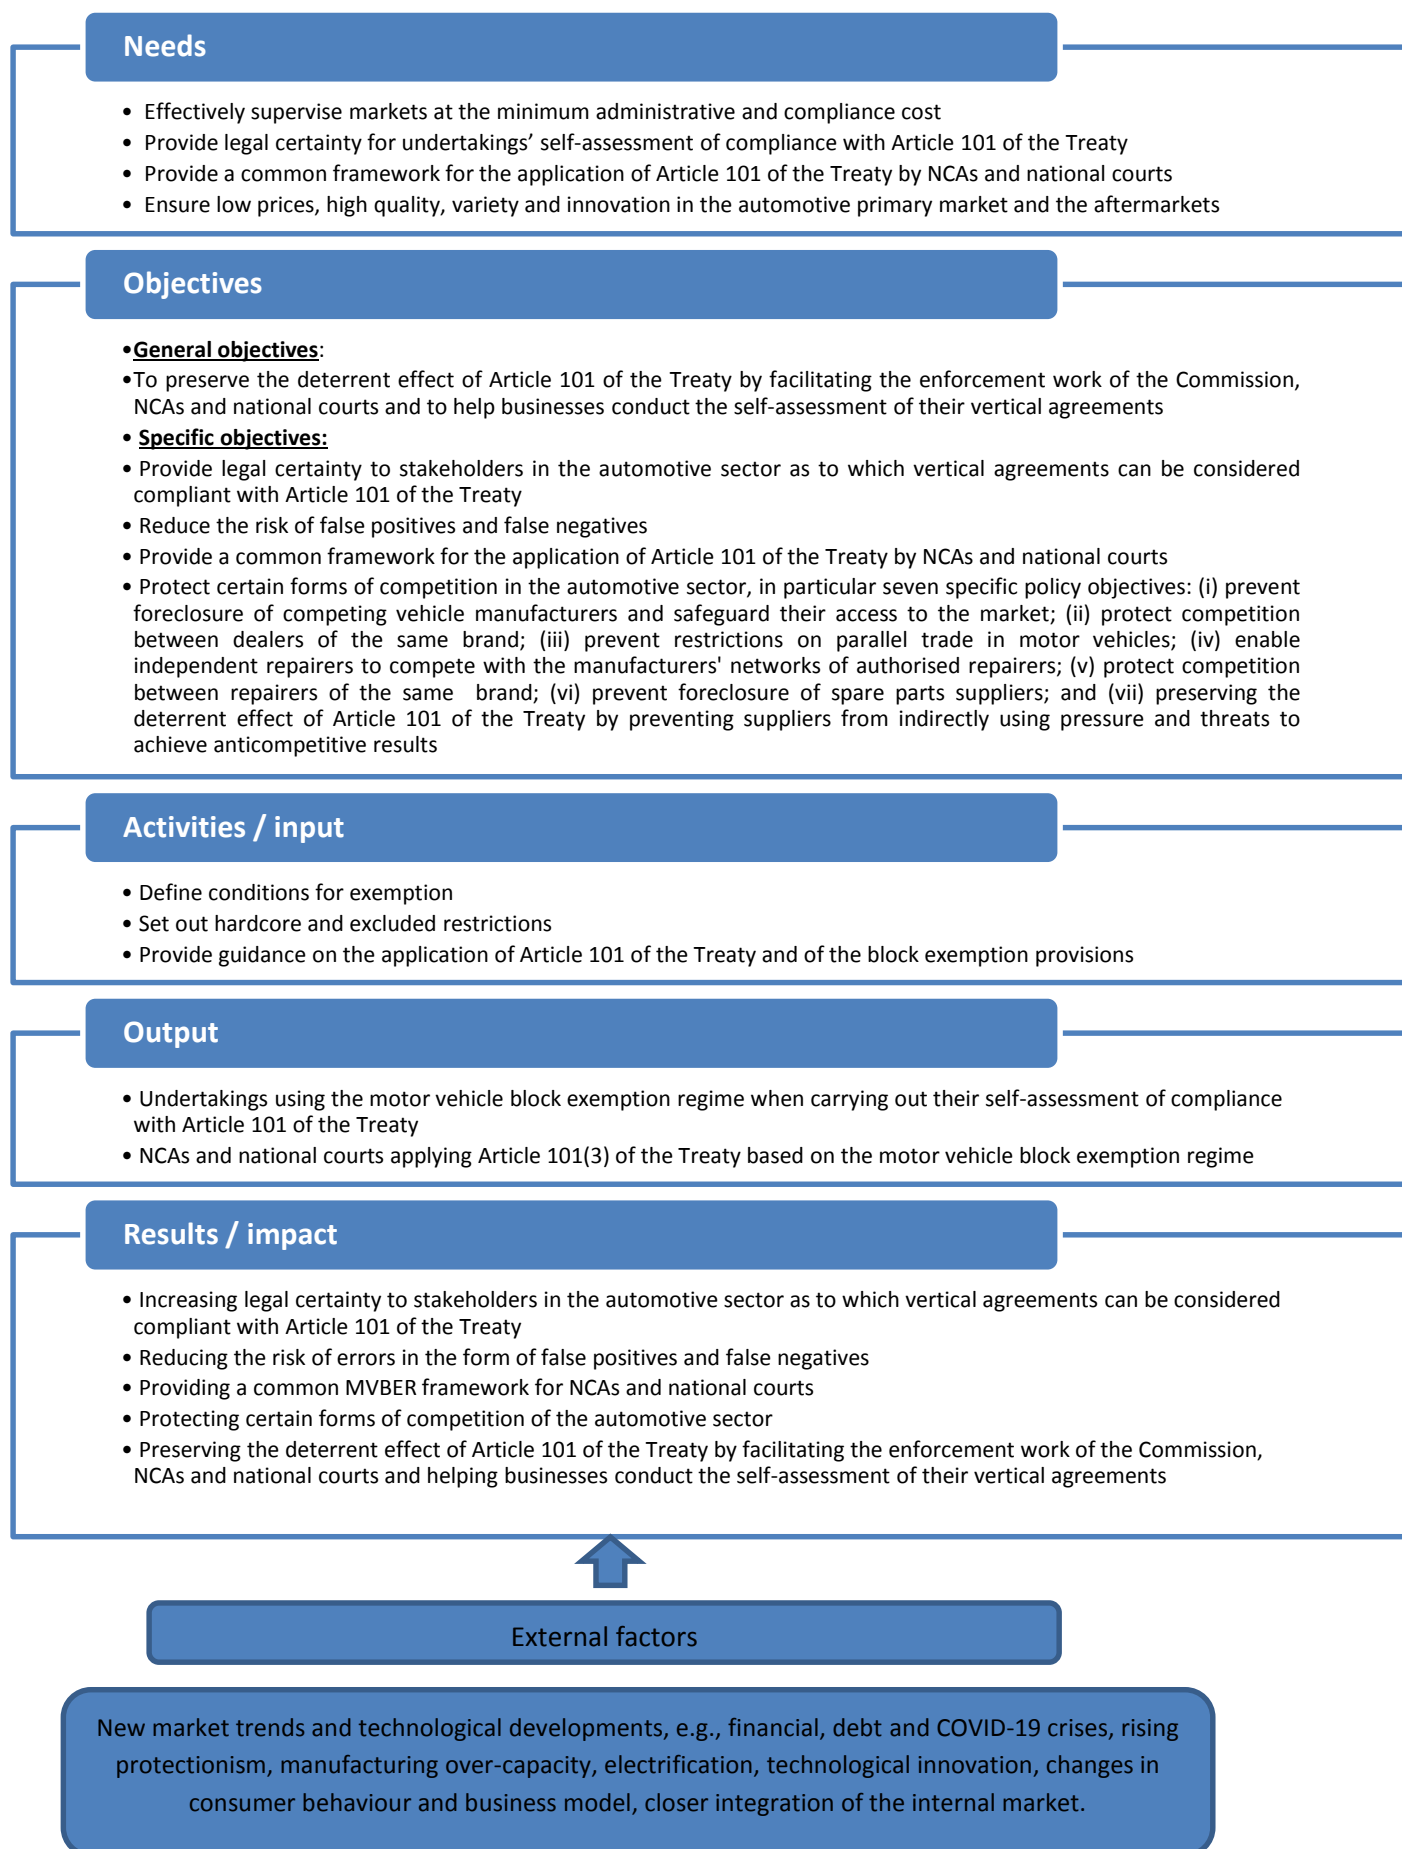 Needs
• Effectively supervise markets at the minimum administrative and compliance cost
• Provide legal certainty for undertakings’ self-assessment of compliance with Article 101 of the Treaty
• Provide a common framework for the application of Article 101 of the Treaty by NCAs and national courts
• Ensure low prices, high quality, variety and innovation in the automotive primary market and the aftermarkets
Objectives
•General objectives:
•To preserve the deterrent effect of Article 101 of the Treaty by facilitating the enforcement work of the Commission,
NCAs and national courts and to help businesses conduct the self-assessment of their vertical agreements
• Specific objectives:
• Provide legal certainty to stakeholders in the automotive sector as to which vertical agreements can be considered
compliant with Article 101 of the Treaty
• Reduce the risk of false positives and false negatives
• Provide a common framework for the application of Article 101 of the Treaty by NCAs and national courts
• Protect certain forms of competition in the automotive sector, in particular seven specific policy objectives: (i) prevent
foreclosure of competing vehicle manufacturers and safeguard their access to the market; (ii) protect competition
between dealers of the same brand; (iii) prevent restrictions on parallel trade in motor vehicles; (iv) enable
independent repairers to compete with the manufacturers' networks of authorised repairers; (v) protect competition
between repairers of the same brand; (vi) prevent foreclosure of spare parts suppliers; and (vii) preserving the
deterrent effect of Article 101 of the Treaty by preventing suppliers from indirectly using pressure and threats to
achieve anticompetitive results
Activities / input
• Define conditions for exemption
• Set out hardcore and excluded restrictions
• Provide guidance on the application of Article 101 of the Treaty and of the block exemption provisions
Output
• Undertakings using the motor vehicle block exemption regime when carrying out their self-assessment of compliance
with Article 101 of the Treaty
• NCAs and national courts applying Article 101(3) of the Treaty based on the motor vehicle block exemption regime
Results / impact
• Increasing legal certainty to stakeholders in the automotive sector as to which vertical agreements can be considered
compliant with Article 101 of the Treaty
• Reducing the risk of errors in the form of false positives and false negatives
• Providing a common MVBER framework for NCAs and national courts
• Protecting certain forms of competition of the automotive sector
• Preserving the deterrent effect of Article 101 of the Treaty by facilitating the enforcement work of the Commission,
NCAs and national courts and helping businesses conduct the self-assessment of their vertical agreements
External factors
New market trends and technological developments, e.g., financial, debt and COVID-19 crises, rising
protectionism, manufacturing over-capacity, electrification, technological innovation, changes in
consumer behaviour and business model, closer integration of the internal market.